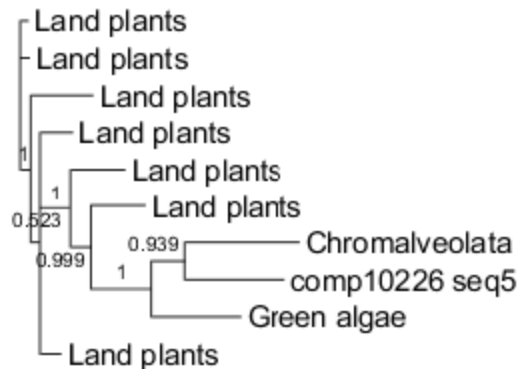 Land plants
Land plants
Land plants
Land plants
1
Land plants
1
Land plants
0.523
0.939
Chromalveolata
0.999
1
comp10226 seq5
Green algae
Land plants